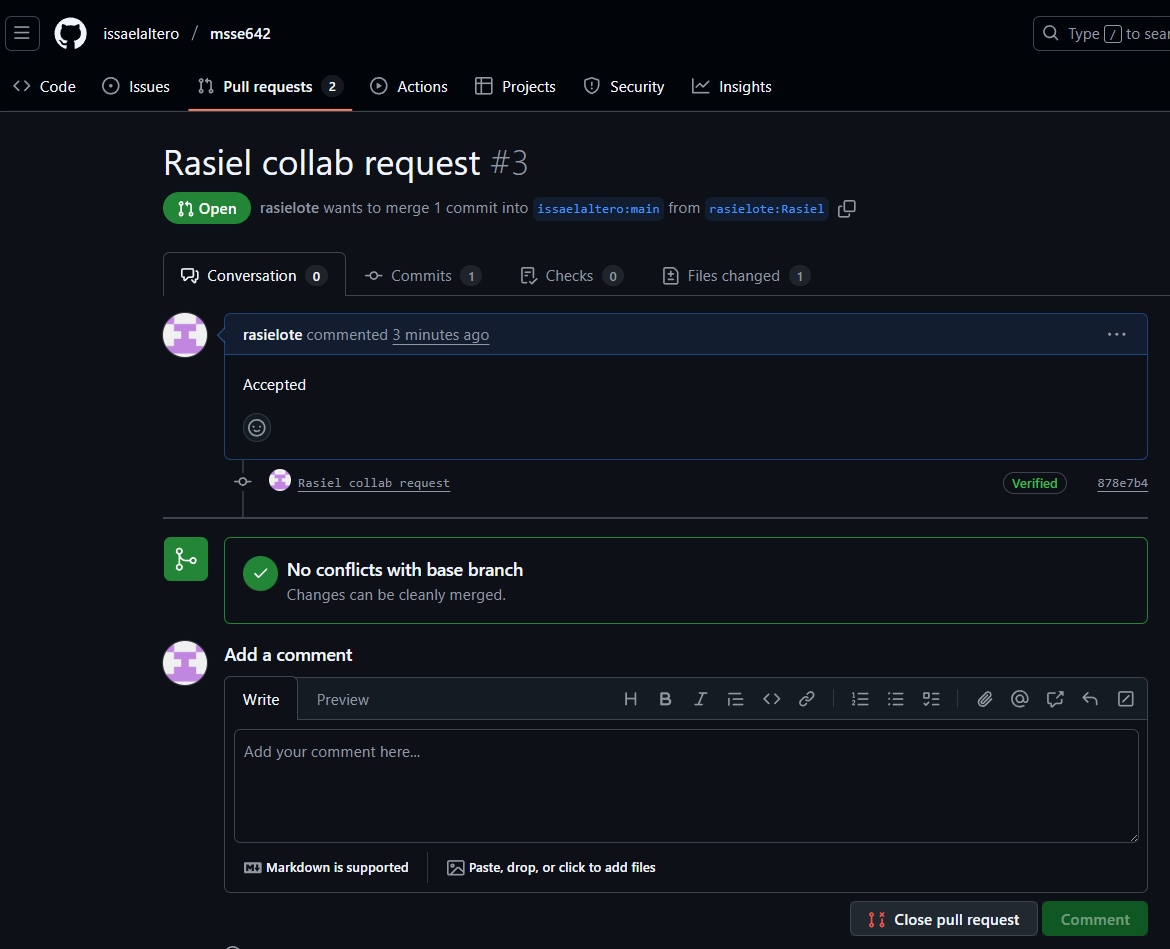 issaelaltero / msse642
Type / to sear
Code Issues Pull requests 2 Actions Projects Security Insights
Rasiel collab request #3
Open rasielote wants to merge 1 commit into issaelaltero:main from rasielote:Rasiel
Conversation 0 Commits 1 Checks 0 Files changed 1
rasielote commented 3 minutes ago
Accepted
Rasiel collab request Verified 878e7b4
No conflicts with base branch
Changes can be cleanly merged.
Add a comment
Write Preview
Add your comment here...
Markdown is supported Paste, drop, or click to add files
Close pull request Comment